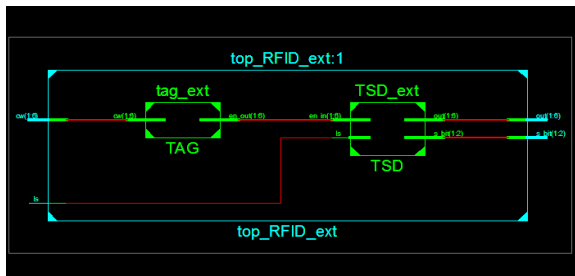 top_RFID_ext:1
tag_ext TSD_ext
cw(1:6) cw(1:6) en_out(1:6) en_in(1:6) out(1:6) out(1:6)
ls s_bit(1:2) s_bit(1:2)
TAG
TSD
ls
top_RFID_ext